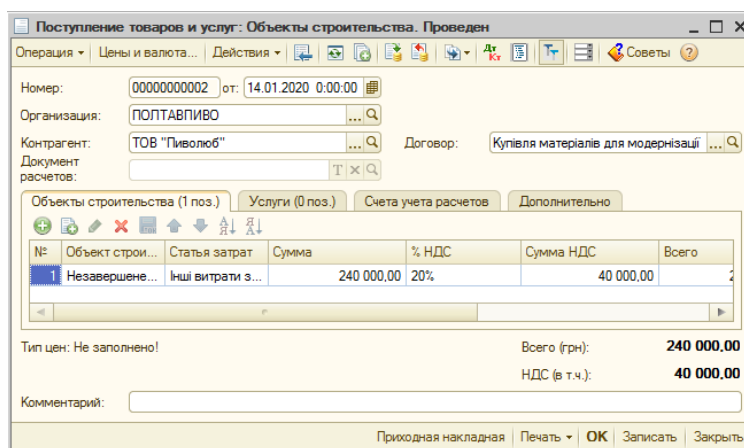 Поступление товаров и услуг: Объекты строительства. Проведен
Операция Цены и валюта... Действия Дт Кт Советы
Номер: 00000000002 от: 14.01.2020 0:00:00
Организация: ПОЛТАВПИВО ...
Контрагент: ТОВ "Пиволюб" ... Договор: Купівля матеріалів для модернізації ...
Документ расчетов: T
Объекты строительства (1 поз.) Услуги (0 поз.) Счета учета расчетов Дополнительно
№ Объект строи... Статья затрат Сумма % НДС Сумма НДС Всего
1 Незавершене... Інші витрати з... 240 000,00 20% 40 000,00 2
Тип цен: Не заполнено! Всего (грн): 240 000,00
НДС (в т.ч.): 40 000,00
Комментарий:
Приходная накладная Печать OK Записать Закрыть